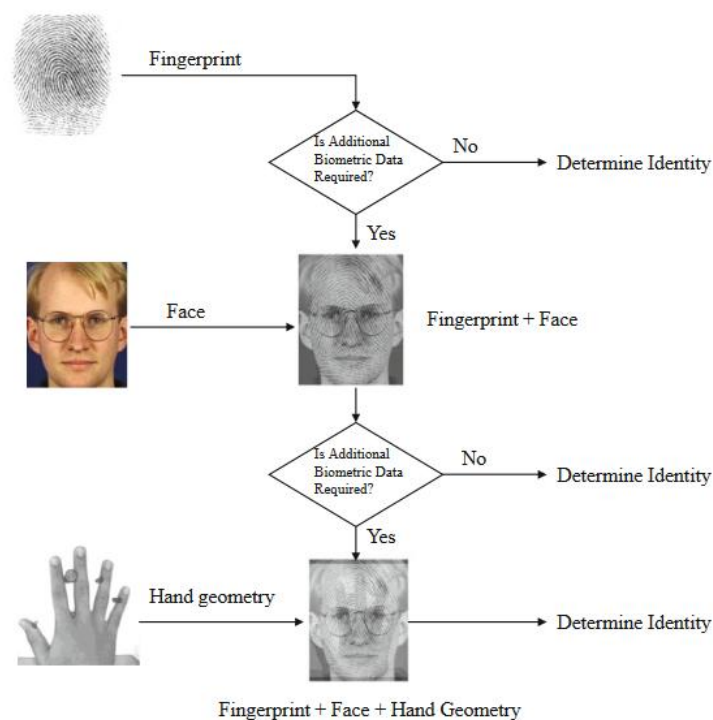 Fingerprint
Is Additional
Biometric Data
Required?
No
Determine Identity
Yes
Face
Fingerprint + Face
Is Additional
Biometric Data
Required?
No
Determine Identity
Yes
Hand geometry
Determine Identity
Fingerprint + Face + Hand Geometry